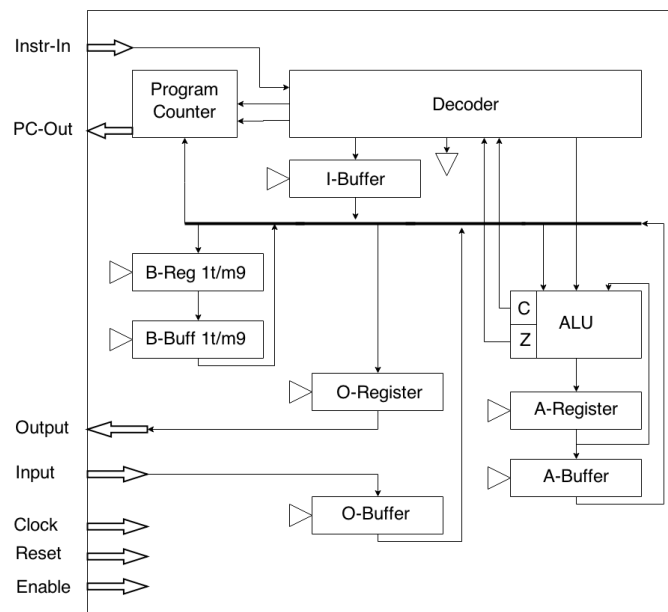 Instr-In
Program
Counter
Decoder
PC-Out
I-Buffer
B-Reg 1t/m9
B-Buff 1t/m9
C
Z
ALU
O-Register
A-Register
Output
Input
A-Buffer
O-Buffer
Clock
Reset
Enable